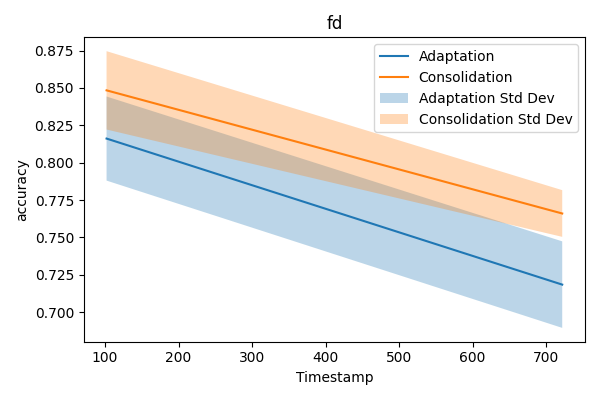 fd
0.875
0.850
0.825
0.800
0.775
0.750
0.725
0.700
accuracy
Adaptation
Consolidation
Adaptation Std Dev
Consolidation Std Dev
100 200 300 400 500 600 700
Timestamp